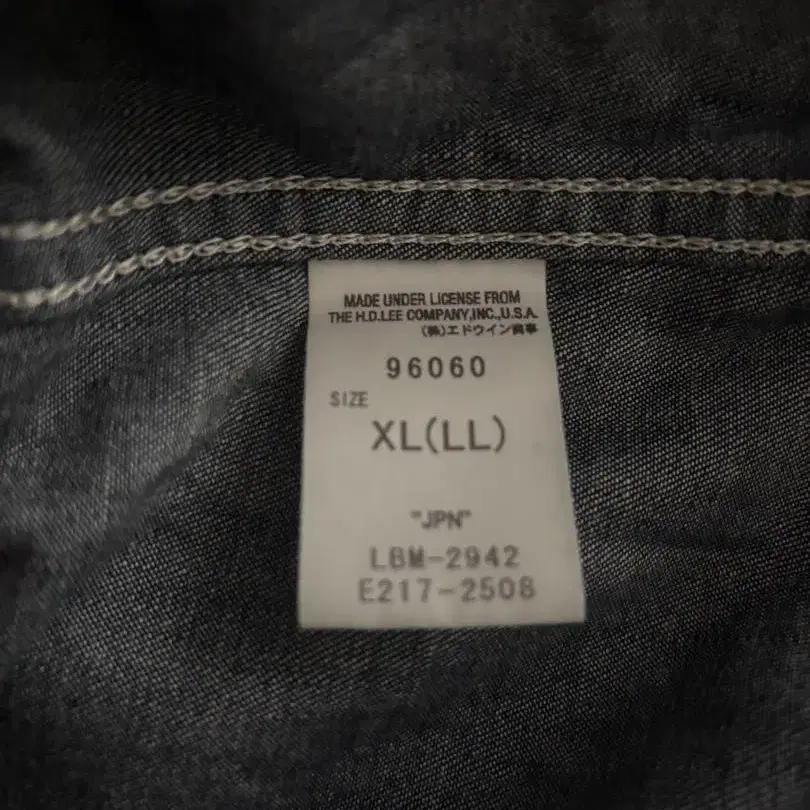 MADE UNDER LICENSE FROM
THE H.D.LEE COMPANY,INC.,U.S.A.
(株)エドウイン商事
96060
SIZE
XL(LL)
"JPN"
LBM-2942
E217-2508